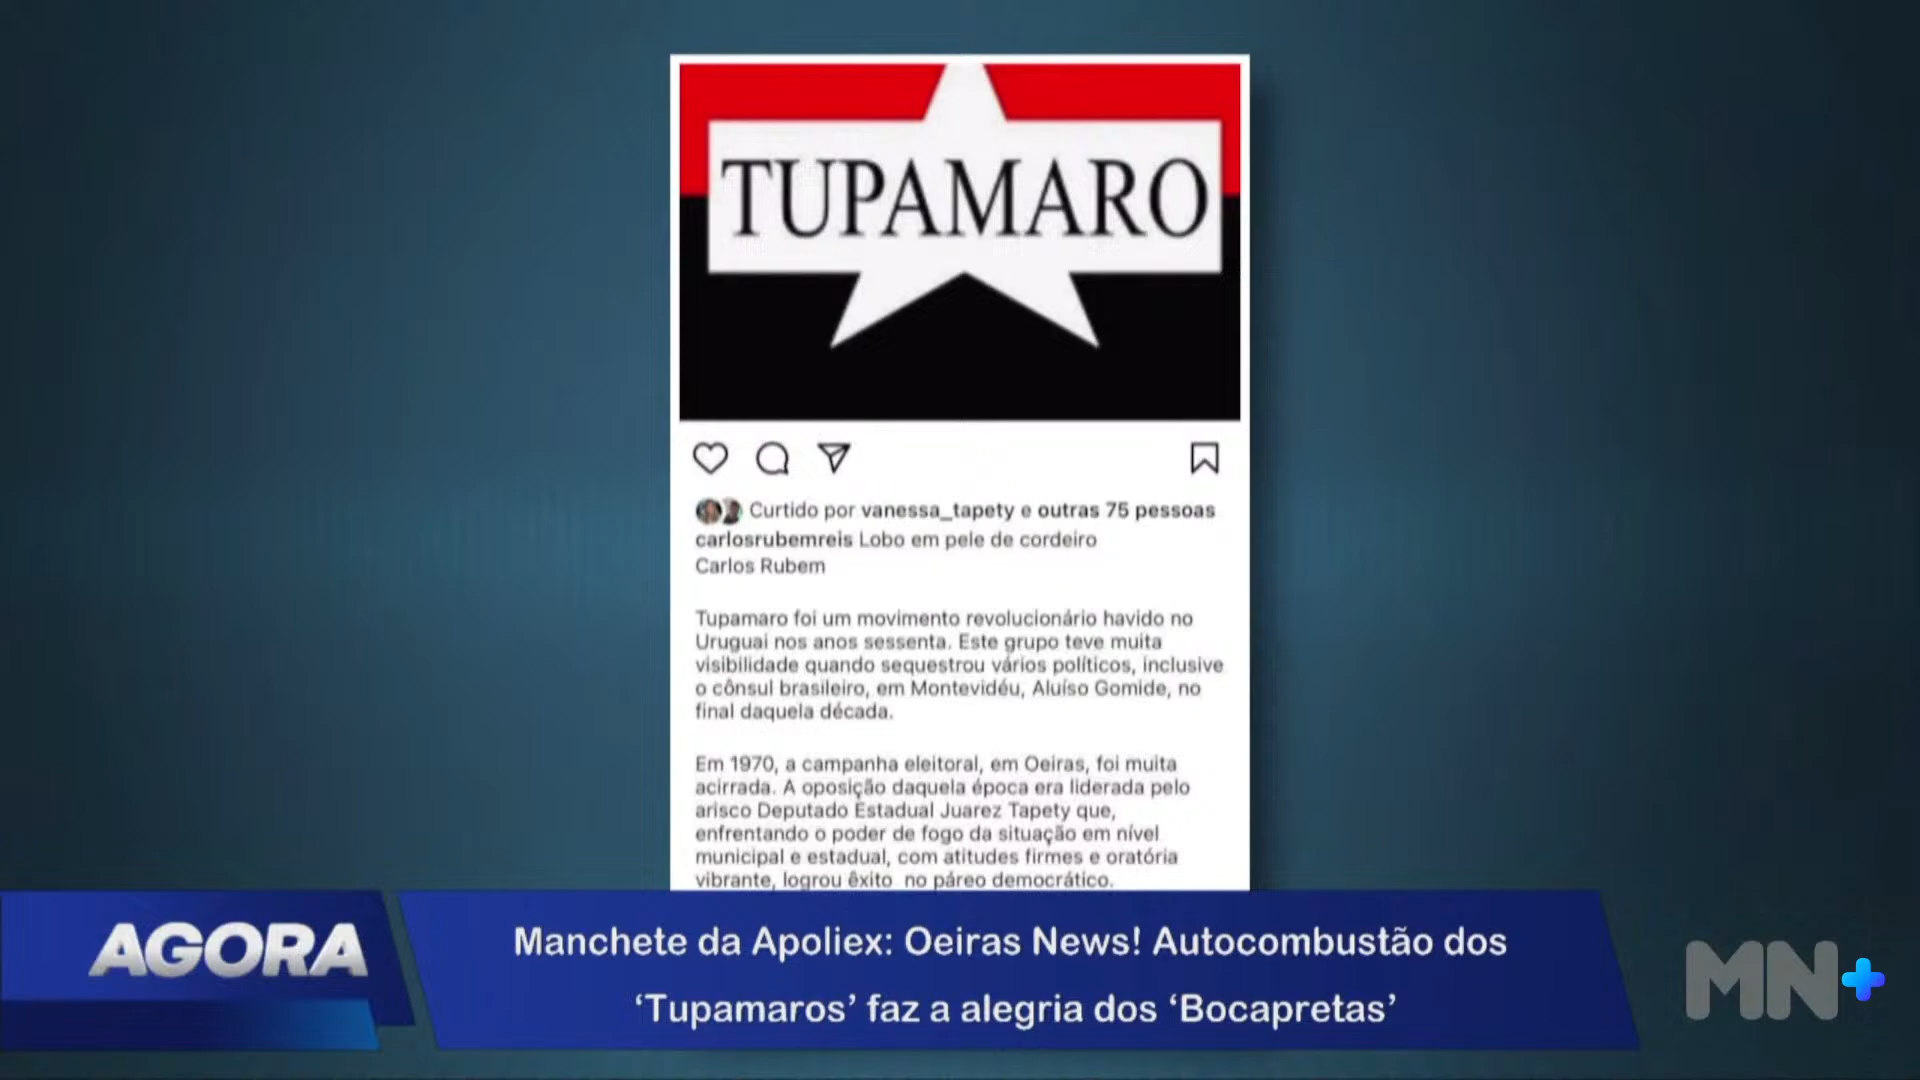 TUPAMARO
Curtido por vanessa_tapety e outras 75 pessoas
carlosrubemreis Lobo em pele de cordeiro
Carlos Rubem
Tupamaro foi um movimento revolucionário havido no
Uruguai nos anos sessenta. Este grupo teve muita
visibilidade quando sequestrou vários políticos, inclusive
o cônsul brasileiro, em Montevidéu, Aluíso Gomide, no
final daquela década.
Em 1970, a campanha eleitoral, em Oeiras, foi muita
acirrada. A oposição daquela época era liderada pelo
arisco Deputado Estadual Juarez Tapety que,
enfrentando o poder de fogo da situação em nível
municipal e estadual, com atitudes firmes e oratória
vibrante, logrou êxito no páreo democrático.
AGORA
Manchete da Apoliex: Oeiras News! Autocombustão dos
‘Tupamaros’ faz a alegria dos ‘Bocapretas’
MN+